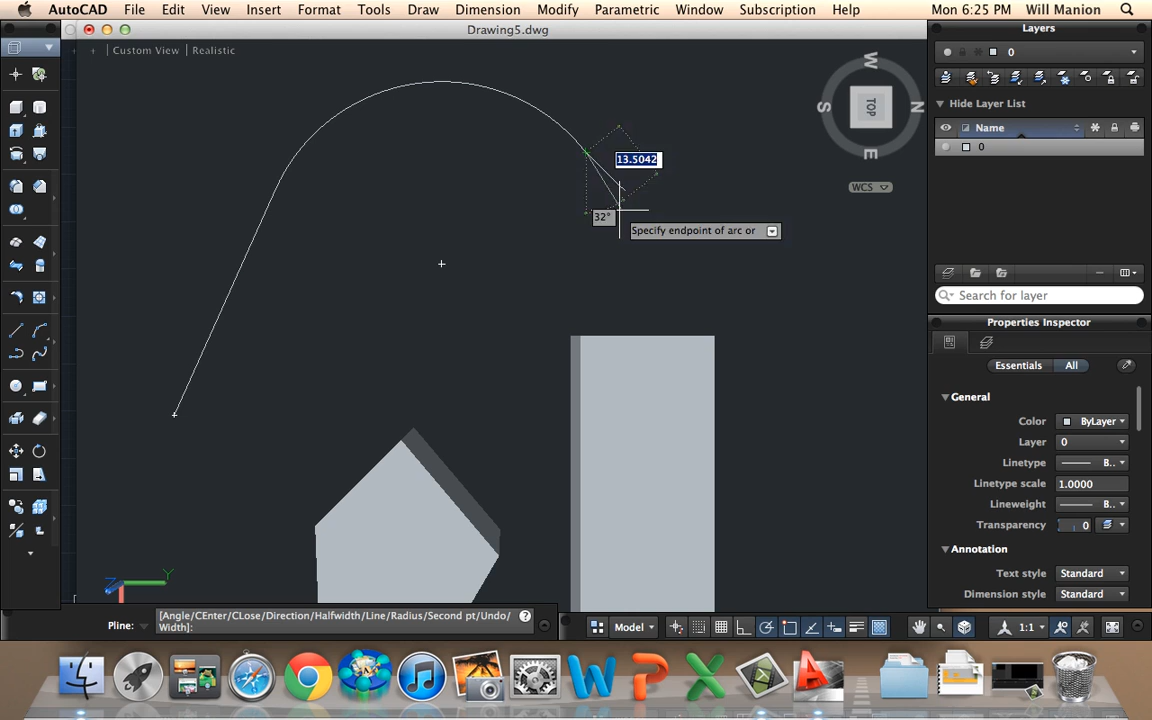 AutoCAD File Edit View Insert Format Tools Draw Dimension Modify Parametric Window Subscription Help Mon 6:25 PM Will Manion
Drawing5.dwg
Layers
+ Custom View Realistic
0
Hide Layer List
Name
0
W
S TOP N
E
WCS
13.5042
32°
Specify endpoint of arc or
Search for layer
Properties Inspector
Essentials All
General
Color ByLayer
Layer 0
Linetype B..
Linetype scale 1.0000
Lineweight B..
Transparency 0
Annotation
Text style Standard
Dimension style Standard
Z Y
Pline: [Angle/CEnter/CLose/Direction/Halfwidth/Line/Radius/Second pt/Undo/
Width]:
Model 1:1
W P X